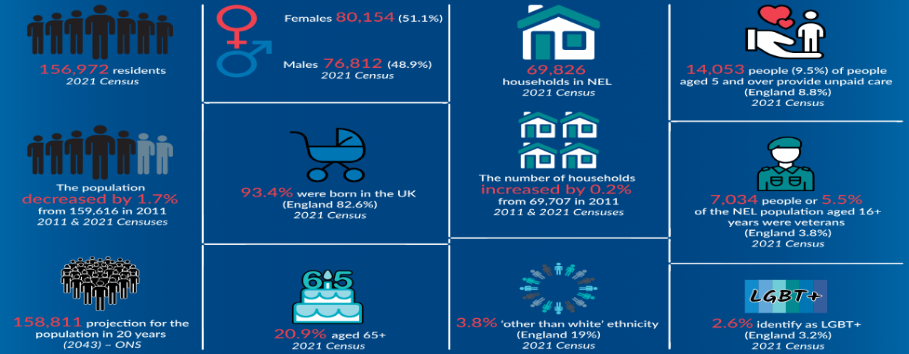 156,972 residents
2021 Census
Females 80,154 (51.1%)
Males 76,812 (48.9%)
2021 Census
69,826
households in NEL
2021 Census
14,053 people (9.5%) of people
aged 5 and over provide unpaid care
(England 8.8%)
2021 Census
The population
decreased by 1.7%
from 159,616 in 2011
2011 & 2021 Censuses
93.4% were born in the UK
(England 82.6%)
2021 Census
The number of households
increased by 0.2%
from 69,707 in 2011
2011 & 2021 Censuses
7,034 people or 5.5%
of the NEL population aged 16+
years were veterans
(England 3.8%)
2021 Census
158,811 projection for the
population in 20 years
(2043) – ONS
65
20.9% aged 65+
2021 Census
3.8% 'other than white' ethnicity
(England 19%)
2021 Census
LGBT+
2.6% identify as LGBT+
(England 3.2%)
2021 Census